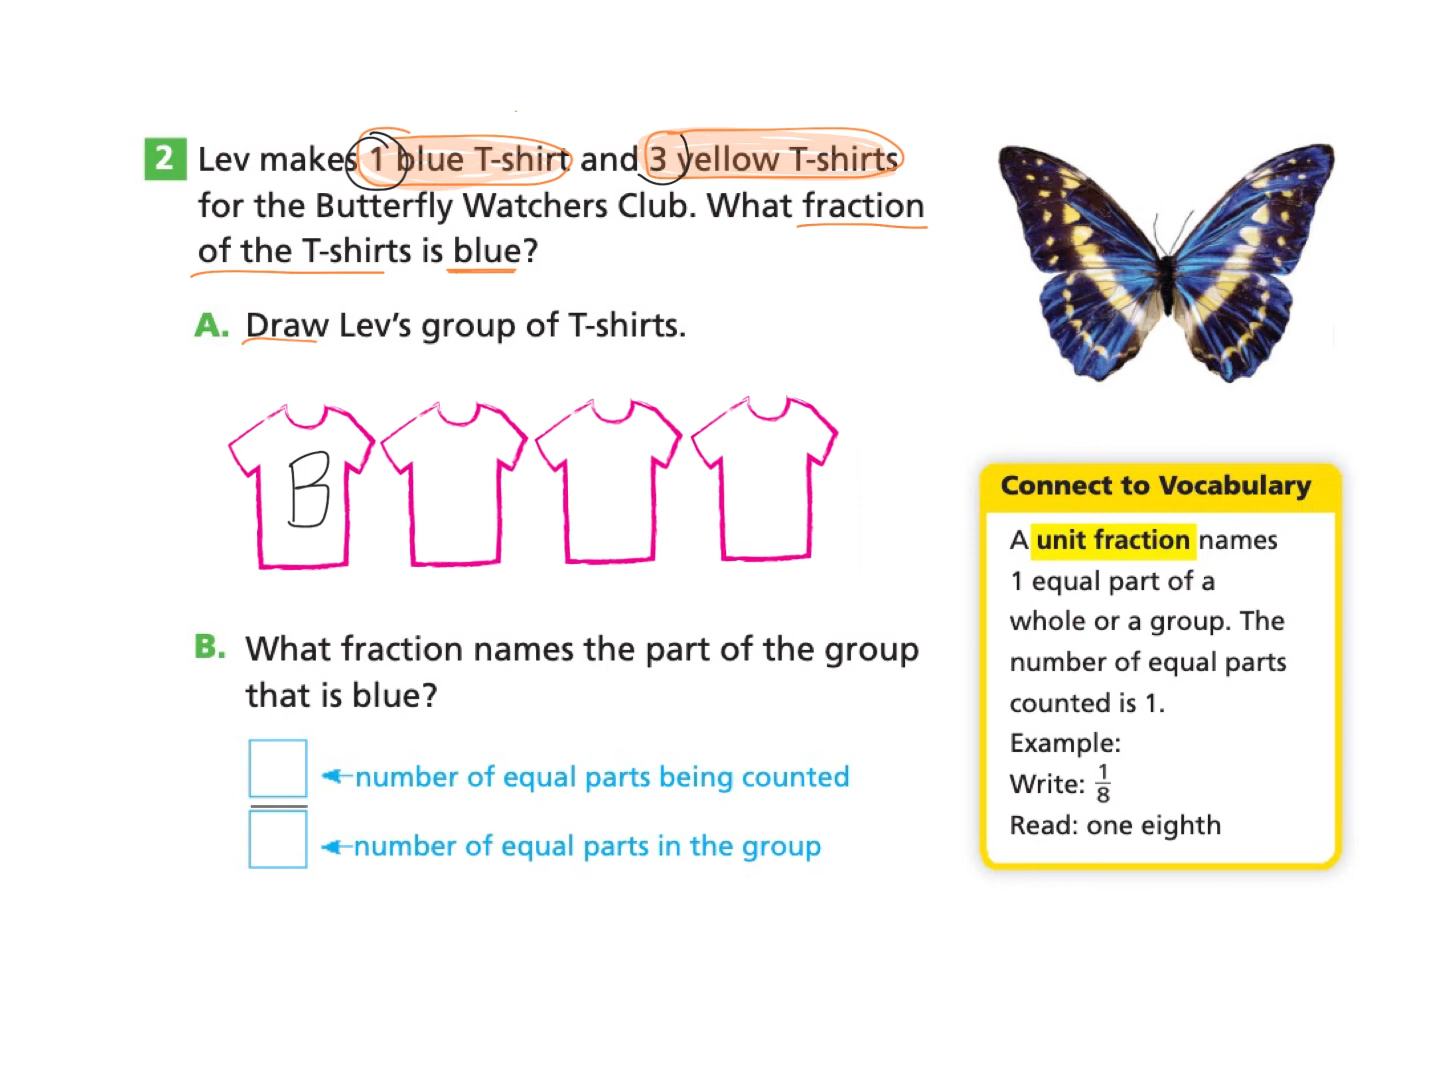 2 Lev makes 1 blue T-shirt and 3 yellow T-shirts
for the Butterfly Watchers Club. What fraction
of the T-shirts is blue?
A. Draw Lev's group of T-shirts.
B
B. What fraction names the part of the group
that is blue?
number of equal parts being counted
number of equal parts in the group
Connect to Vocabulary
A unit fraction names
1 equal part of a
whole or a group. The
number of equal parts
counted is 1.
Example:
Write: 1/8
Read: one eighth